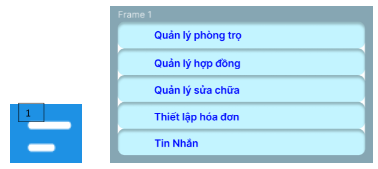 Frame 1
Quản lý phòng trọ
Quản lý hợp đồng
Quản lý sửa chữa
Thiết lập hóa đơn
Tin Nhắn
1